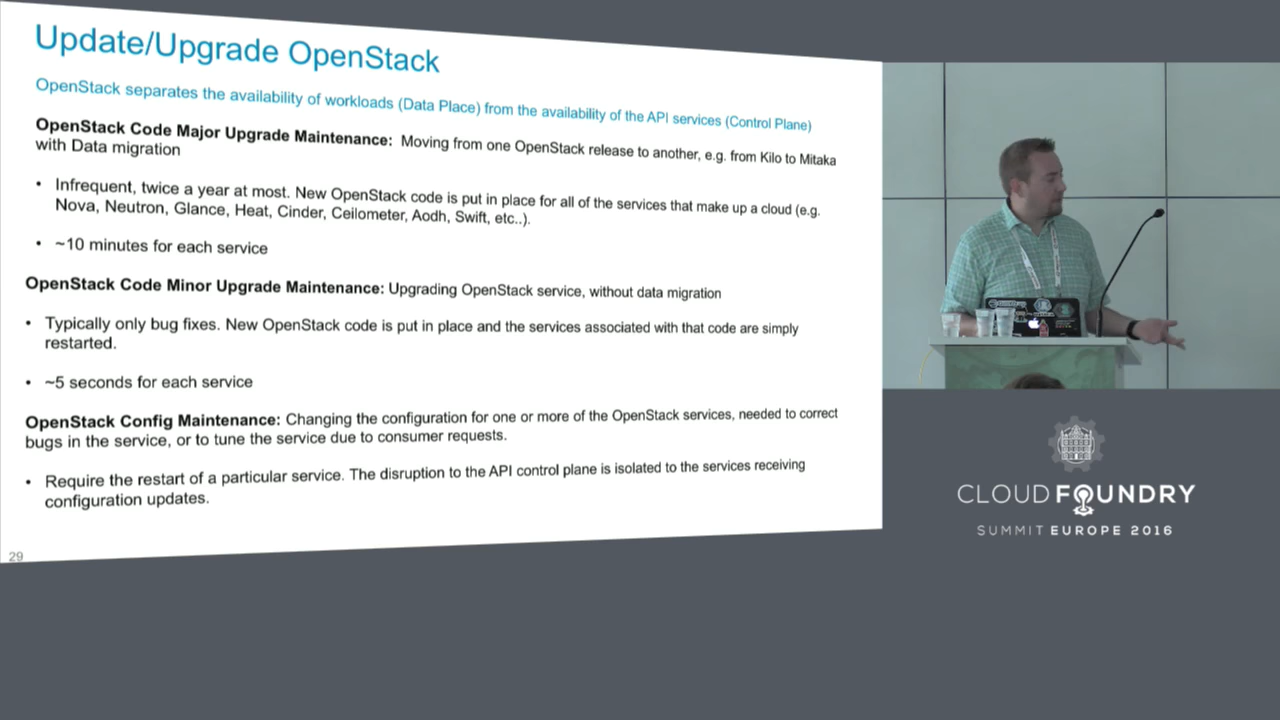 Update/Upgrade OpenStack
OpenStack separates the availability of workloads (Data Place) from the availability of the API services (Control Plane)
OpenStack Code Major Upgrade Maintenance: Moving from one OpenStack release to another, e.g. from Kilo to Mitaka
with Data migration
• Infrequent, twice a year at most. New OpenStack code is put in place for all of the services that make up a cloud (e.g.
Nova, Neutron, Glance, Heat, Cinder, Ceilometer, Aodh, Swift, etc..).
• ~10 minutes for each service
OpenStack Code Minor Upgrade Maintenance: Upgrading OpenStack service, without data migration
• Typically only bug fixes. New OpenStack code is put in place and the services associated with that code are simply
restarted.
• ~5 seconds for each service
OpenStack Config Maintenance: Changing the configuration for one or more of the OpenStack services, needed to correct
bugs in the service, or to tune the service due to consumer requests.
• Require the restart of a particular service. The disruption to the API control plane is isolated to the services receiving
configuration updates.
29
CLOUD FOUNDRY
SUMMIT EUROPE 2016